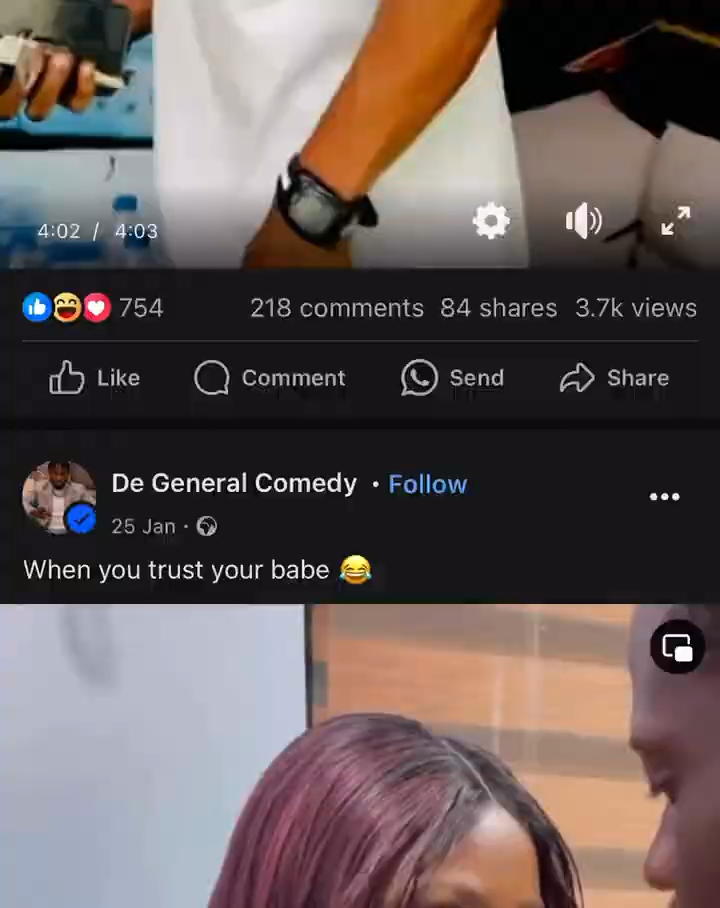 4:02 / 4:03
754 218 comments 84 shares 3.7k views
Like Comment Send Share
De General Comedy · Follow
25 Jan ·
When you trust your babe 😂